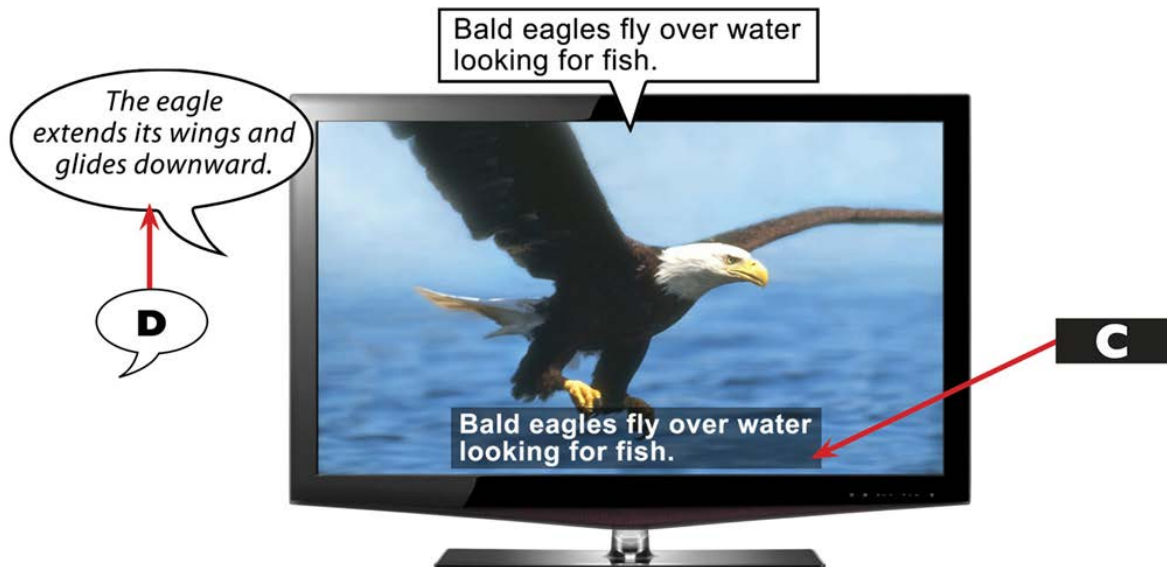 Bald eagles fly over water
looking for fish.
The eagle
extends its wings and
glides downward.
D
C
Bald eagles fly over water
looking for fish.